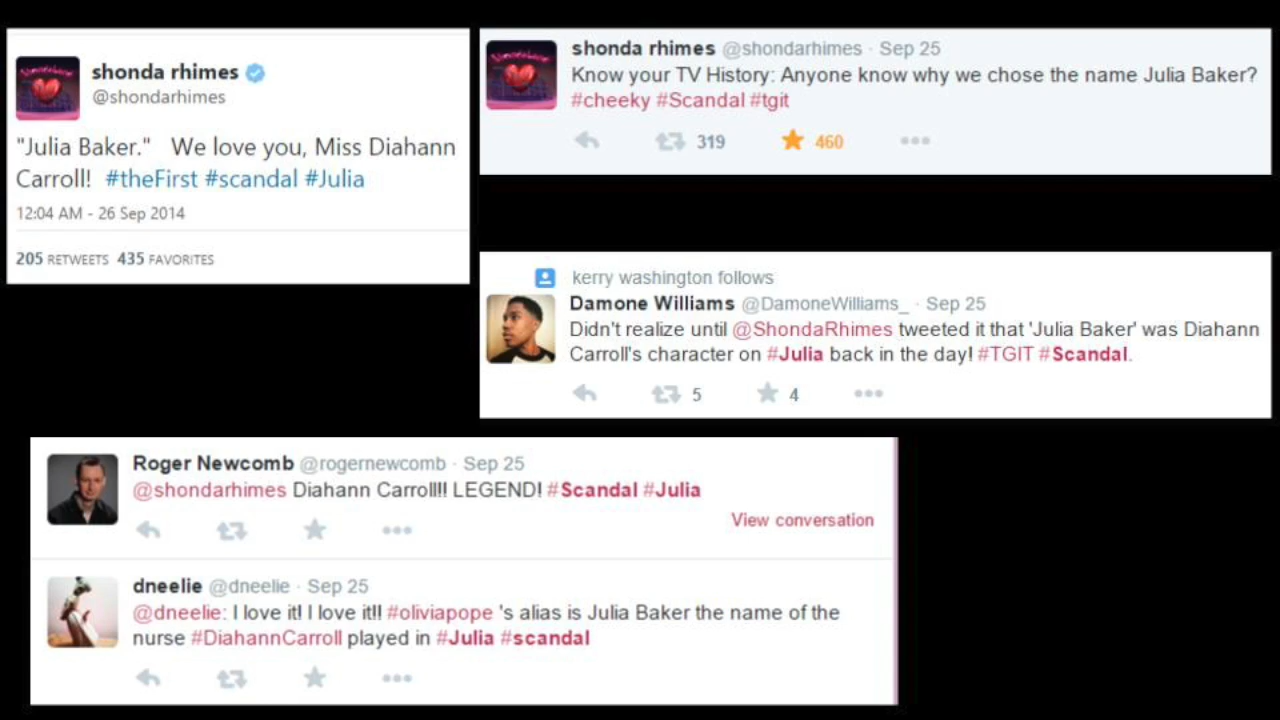 shonda rhimes
@shondarhimes
"Julia Baker." We love you, Miss Diahann
Carroll! #theFirst #scandal #Julia
12:04 AM - 26 Sep 2014
205 RETWEETS 435 FAVORITES
shonda rhimes @shondarhimes · Sep 25
Know your TV History: Anyone know why we chose the name Julia Baker?
#cheeky #Scandal #tgit
319 460
kerry washington follows
Damone Williams @DamoneWilliams_ · Sep 25
Didn't realize until @ShondaRhimes tweeted it that 'Julia Baker' was Diahann
Carroll's character on #Julia back in the day! #TGIT #Scandal.
5 4
Roger Newcomb @rogernewcomb · Sep 25
@shondarhimes Diahann Carroll!! LEGEND! #Scandal #Julia
View conversation
dneelie @dneelie · Sep 25
@dneelie: I love it! I love it!! #oliviapope 's alias is Julia Baker the name of the
nurse #DiahannCarroll played in #Julia #scandal